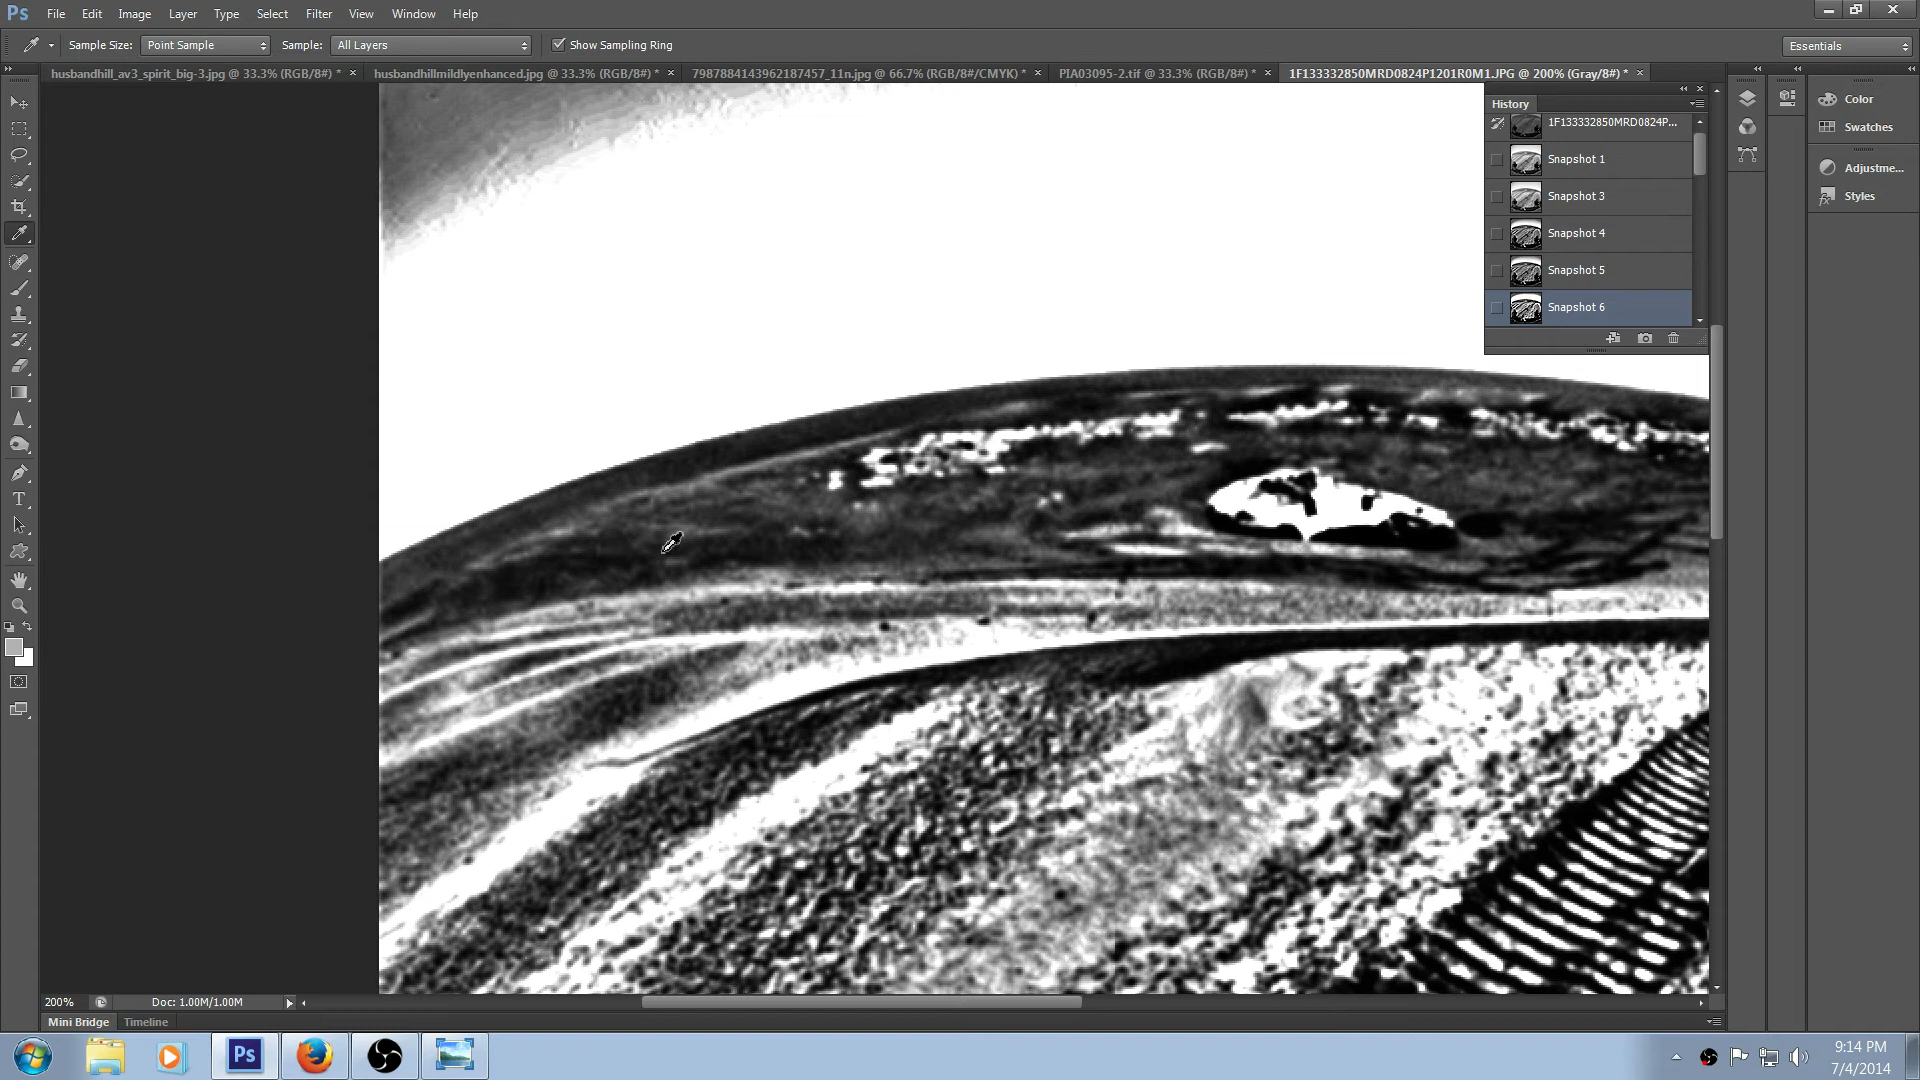 Ps File Edit Image Layer Type Select Filter View Window Help
Sample Size: Point Sample Sample: All Layers Show Sampling Ring Essentials
husbandhill_av3_spirit_big-3.jpg @ 33.3% (RGB/8#) * husbandhillmildlyenhanced.jpg @ 33.3% (RGB/8#) * 7987884143962187457_11n.jpg @ 66.7% (RGB/8#/CMYK) * PIA03095-2.tif @ 33.3% (RGB/8#) * 1F133332850MRD0824P1201R0M1.JPG @ 200% (Gray/8#) *
History
1F133332850MRD0824P...
Snapshot 1
Snapshot 3
Snapshot 4
Snapshot 5
Snapshot 6
Color
Swatches
Adjustme...
Styles
200% Doc: 1.00M/1.00M
Mini Bridge Timeline
Ps
9:14 PM
7/4/2014